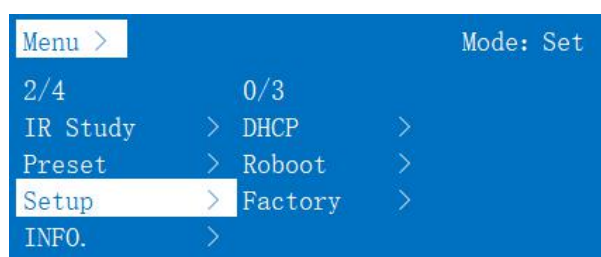 Menu > Mode: Set
2/4 0/3
IR Study > DHCP >
Preset > Roboot >
Setup > Factory >
INFO. >